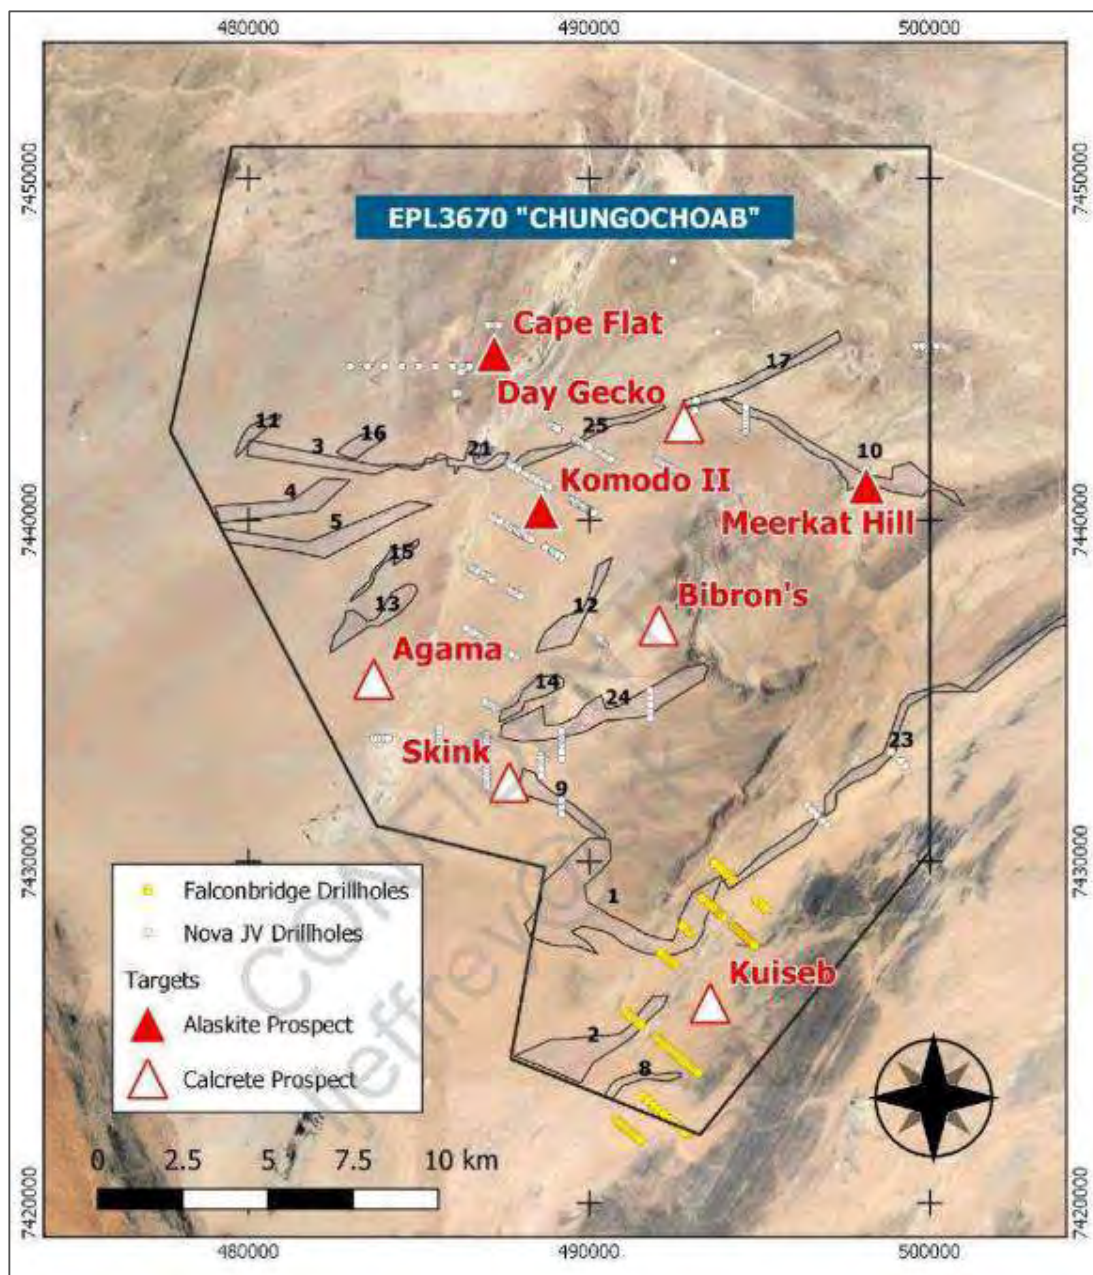 480000 490000 500000
7450000 7450000
EPL3670 "CHUNGOCHOAB"
Cape Flat
17
Day Gecko
11 25
3 16 21
10
4 Komodo II
5 Meerkat Hill
15
13 12 Bibron's
Agama
14 24
23
Skink
9
7440000 7440000
7430000 7430000
1
Falconbridge Drillholes
Nova JV Drillholes
Targets
Alaskite Prospect
Calcrete Prospect
Kuiseb
2
8
0 2.5 5 7.5 10 km
7420000 7420000
480000 490000 500000